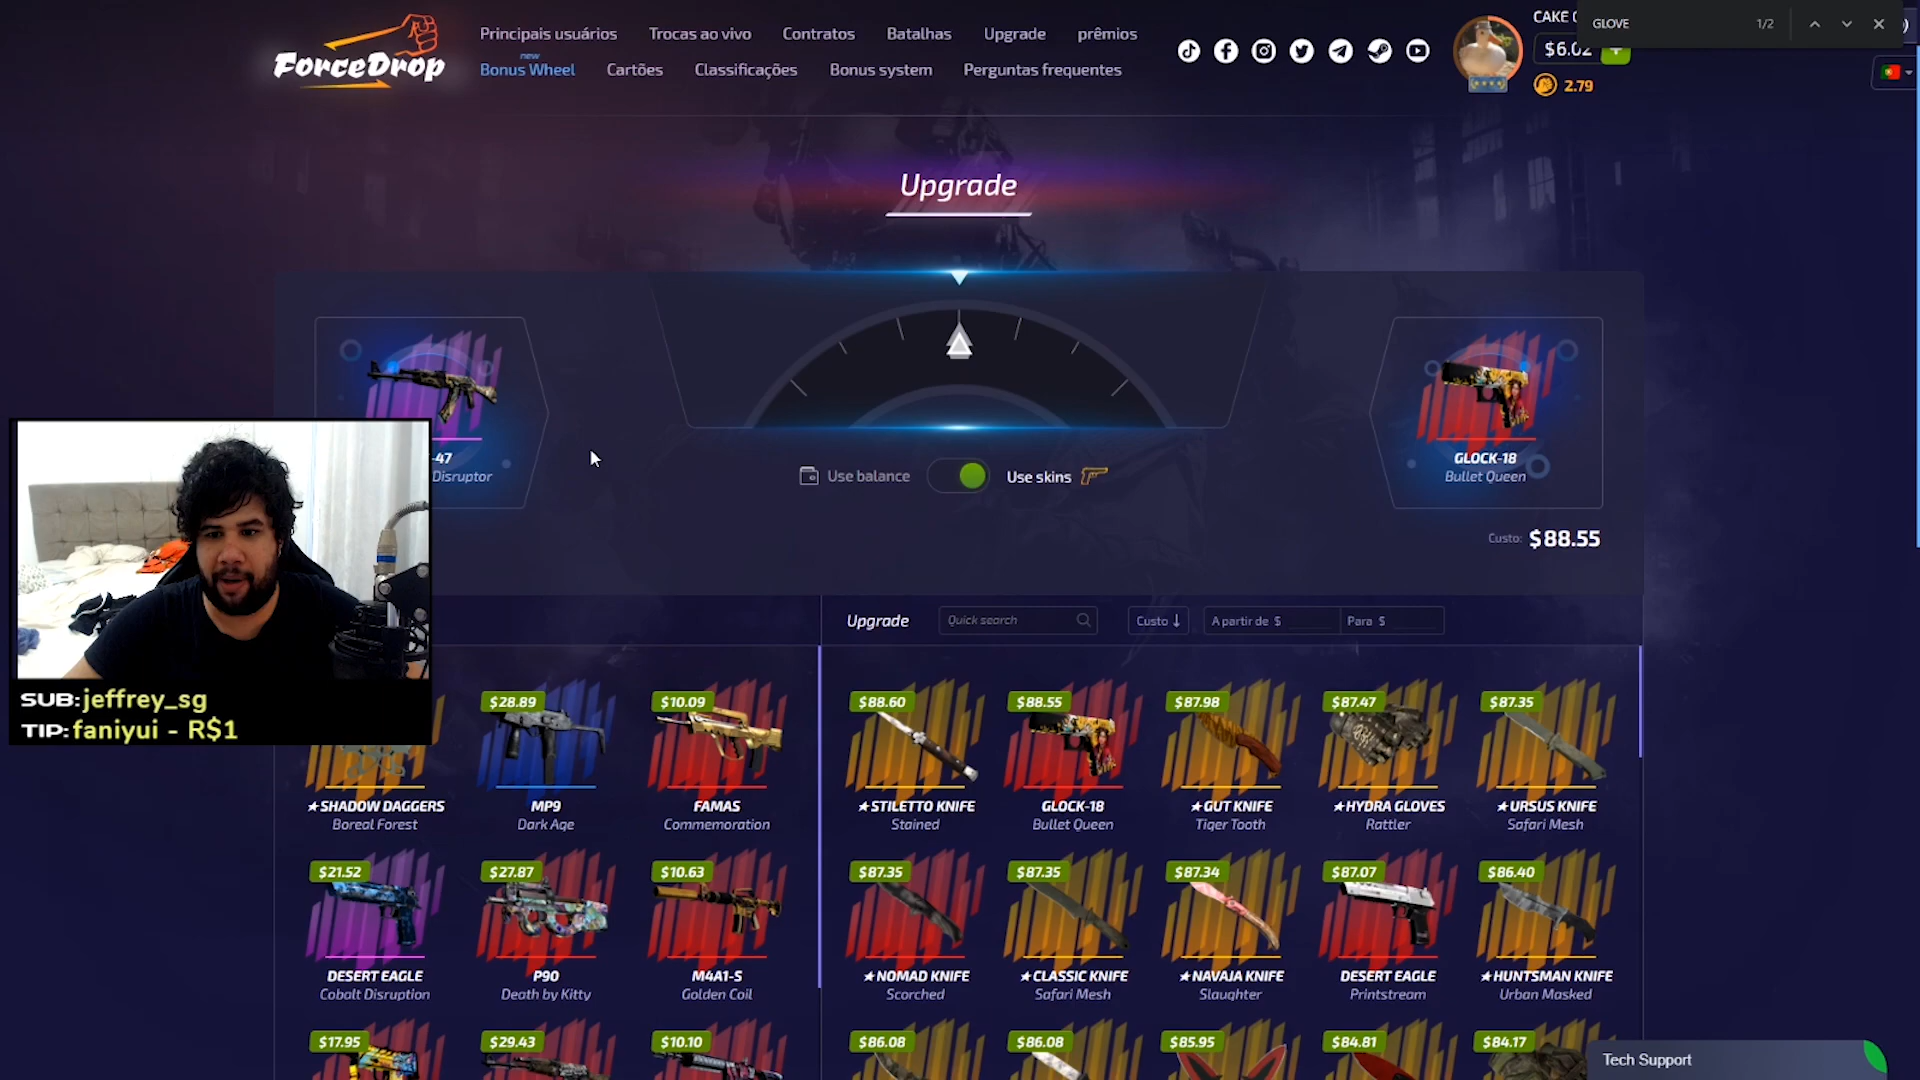 ForceDrop
Principais usuários
Trocas ao vivo
Contratos
Batalhas
Upgrade
prêmios
new
Bonus Wheel
Cartões
Classificações
Bonus system
Perguntas frequentes
CAKE
$6.02
+
2.79
GLOVE
1/2
Upgrade
-47
Disruptor
Use balance
Use skins
GLOCK-18
Bullet Queen
Custo: $88.55
SUB:jeffrey_sg
TIP:faniyui - R$1
Upgrade
Quick search
Custo
A partir de $
Para $
$28.89
$10.09
★ SHADOW DAGGERS
Boreal Forest
MP9
Dark Age
FAMAS
Commemoration
$21.52
$27.87
$10.63
DESERT EAGLE
Cobalt Disruption
P90
Death by Kitty
M4A1-S
Golden Coil
$17.95
$29.43
$10.10
$88.60
$88.55
$87.98
$87.47
$87.35
★ STILETTO KNIFE
Stained
GLOCK-18
Bullet Queen
★ GUT KNIFE
Tiger Tooth
★ HYDRA GLOVES
Rattler
★ URSUS KNIFE
Safari Mesh
$87.35
$87.35
$87.34
$87.07
$86.40
★ NOMAD KNIFE
Scorched
★ CLASSIC KNIFE
Safari Mesh
★ NAVAJA KNIFE
Slaughter
DESERT EAGLE
Printstream
★ HUNTSMAN KNIFE
Urban Masked
$86.08
$86.08
$85.95
$84.81
$84.17
Tech Support